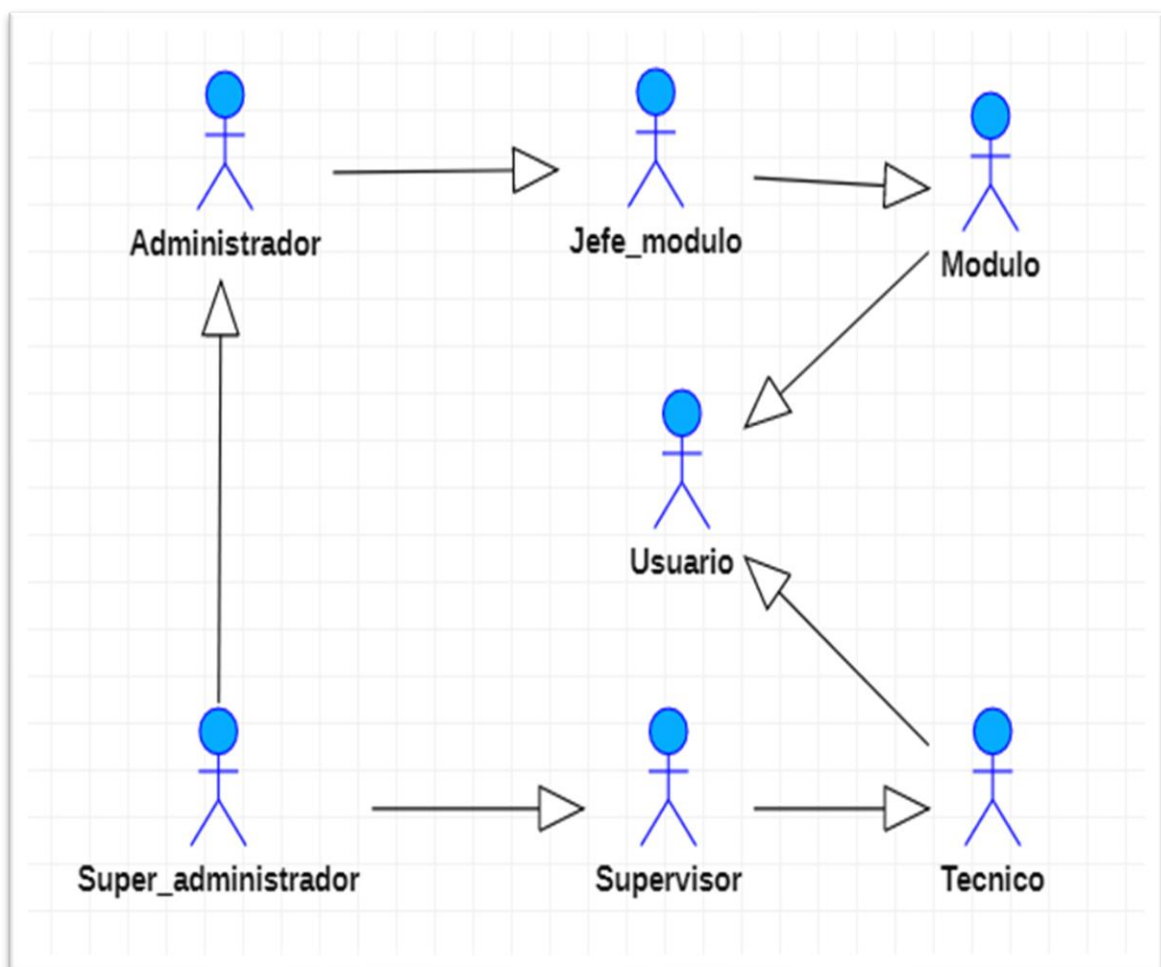 Administrador
Jefe_modulo
Modulo
Usuario
Super_administrador
Supervisor
Tecnico